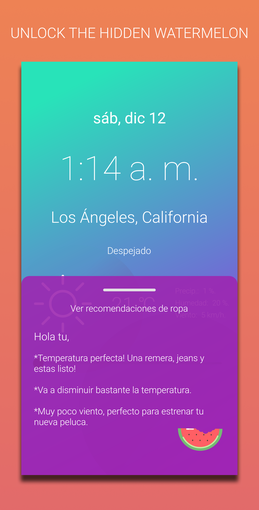 UNLOCK THE HIDDEN WATERMELON
sáb, dic 12
1:14 a. m.
Los Ángeles, California
Despejado
Ver recomendaciones de ropa
Hola tu,
*Temperatura perfecta! Una remera, jeans y
estas listo!
*Va a disminuir bastante la temperatura.
*Muy poco viento, perfecto para estrenar tu
nueva peluca.